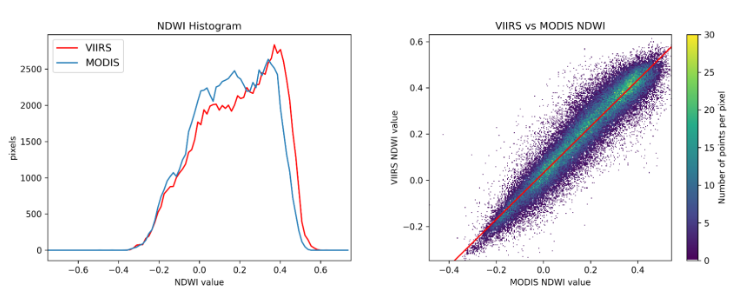 NDWI Histogram
VIIRS
MODIS
pixels
2500
2000
1500
1000
500
0
−0.6 −0.4 −0.2 0.0 0.2 0.4 0.6
NDWI value
VIIRS vs MODIS NDWI
VIIRS NDWI value
0.6
0.4
0.2
0.0
−0.2
−0.4 −0.2 0.0 0.2 0.4
MODIS NDWI value
30
25
20
15
10
5
0
Number of points per pixel